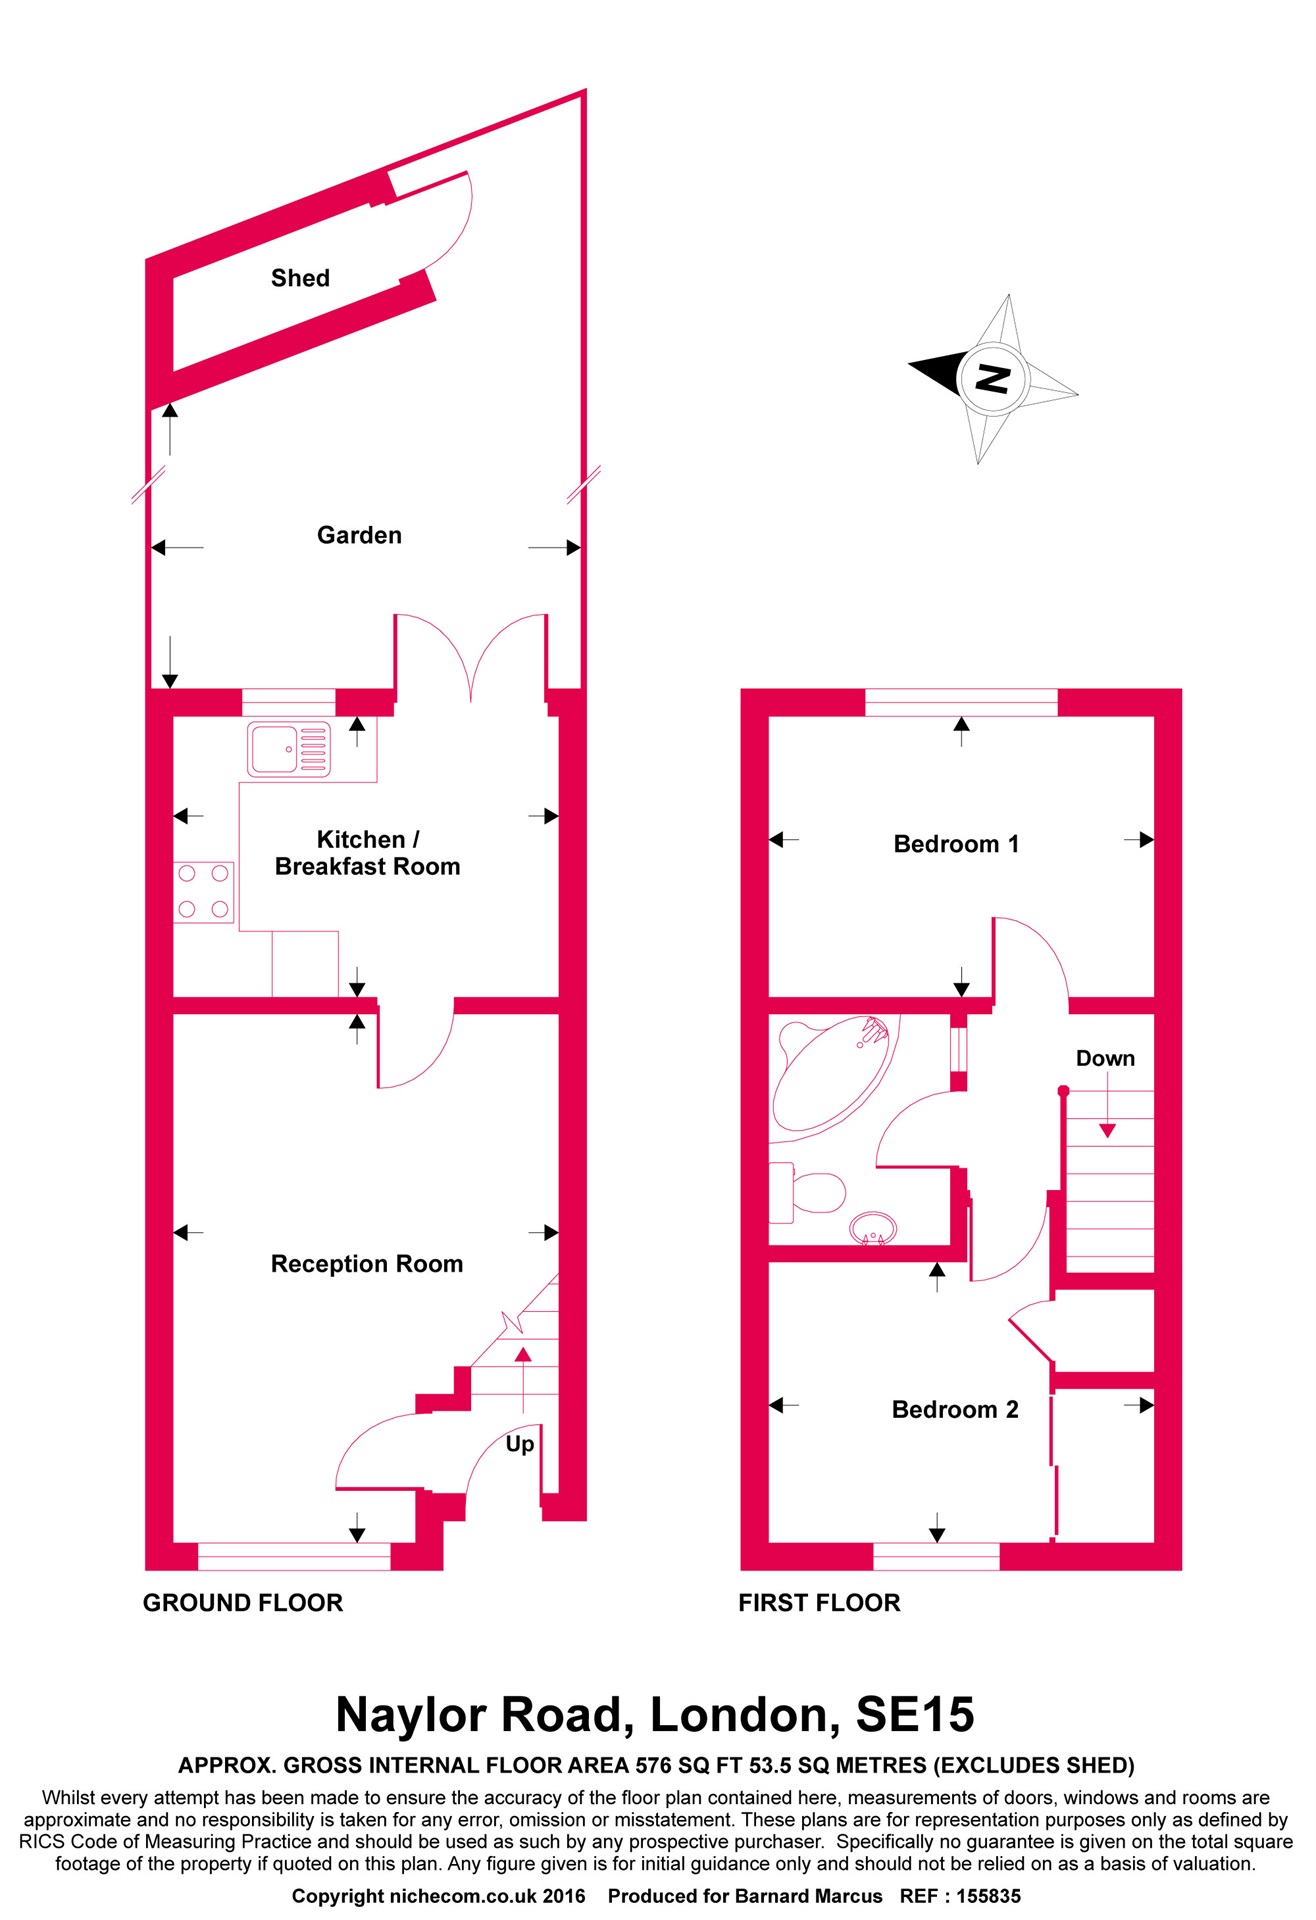 Shed
N
Garden
Kitchen /
Breakfast Room
Bedroom 1
Down
Reception Room
Bedroom 2
Up
GROUND FLOOR
FIRST FLOOR
Naylor Road, London, SE15
APPROX. GROSS INTERNAL FLOOR AREA 576 SQ FT 53.5 SQ METRES (EXCLUDES SHED)
Whilst every attempt has been made to ensure the accuracy of the floor plan contained here, measurements of doors, windows and rooms are
approximate and no responsibility is taken for any error, omission or misstatement. These plans are for representation purposes only as defined by
RICS Code of Measuring Practice and should be used as such by any prospective purchaser. Specifically no guarantee is given on the total square
footage of the property if quoted on this plan. Any figure given is for initial guidance only and should not be relied on as a basis of valuation.
Copyright nichecom.co.uk 2016 Produced for Barnard Marcus REF : 155835